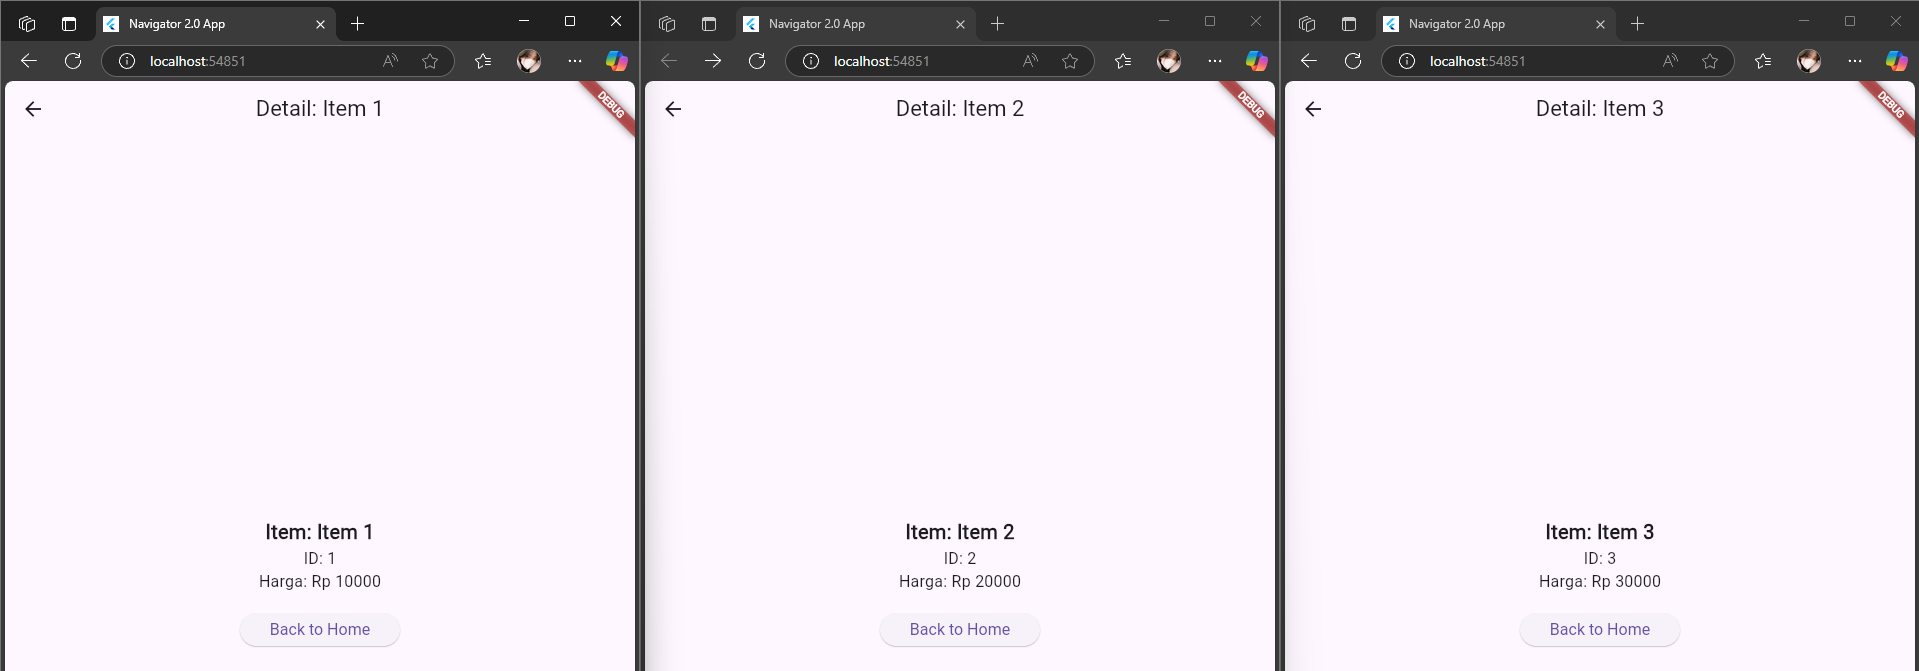 Navigator 2.0 App
localhost:54851
Detail: Item 1
DEBUG
Item: Item 1
ID: 1
Harga: Rp 10000
Back to Home
Navigator 2.0 App
localhost:54851
Detail: Item 2
DEBUG
Item: Item 2
ID: 2
Harga: Rp 20000
Back to Home
Navigator 2.0 App
localhost:54851
Detail: Item 3
DEBUG
Item: Item 3
ID: 3
Harga: Rp 30000
Back to Home